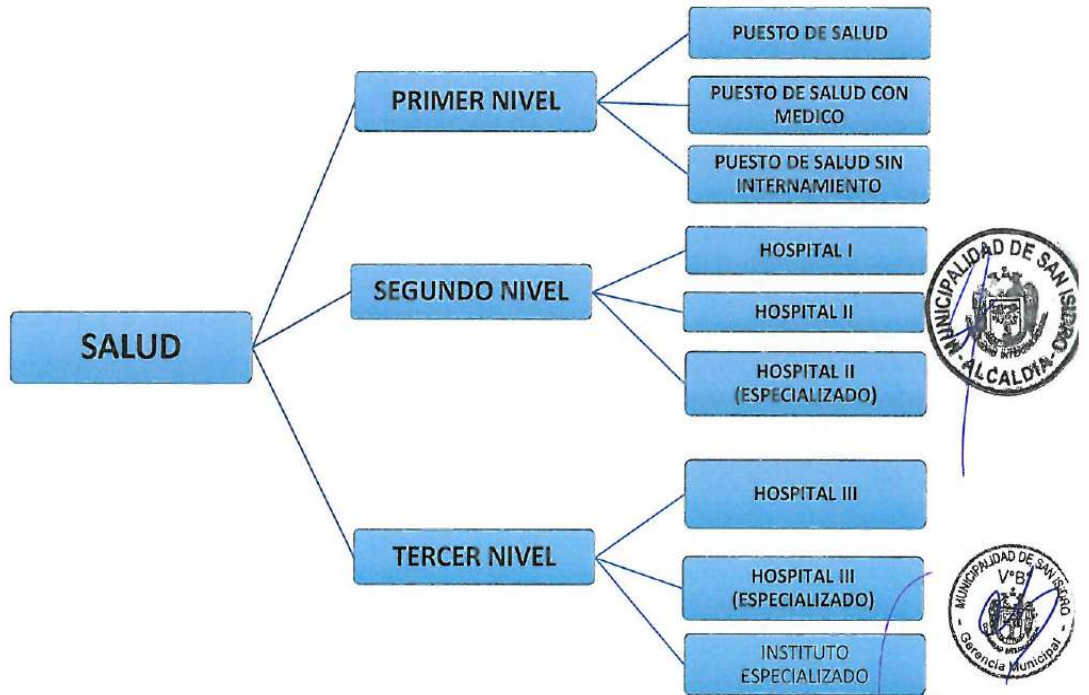 SALUD
PRIMER NIVEL
PUESTO DE SALUD
PUESTO DE SALUD CON
MEDICO
PUESTO DE SALUD SIN
INTERNAMIENTO
SEGUNDO NIVEL
HOSPITAL I
HOSPITAL II
HOSPITAL II
(ESPECIALIZADO)
TERCER NIVEL
HOSPITAL III
HOSPITAL III
(ESPECIALIZADO)
INSTITUTO
ESPECIALIZADO
MUNICIPALIDAD DE SAN ISIDRO
- ALCALDIA -
MUNICIPALIDAD DE SAN ISIDRO
V°B°
Gerencia Municipal